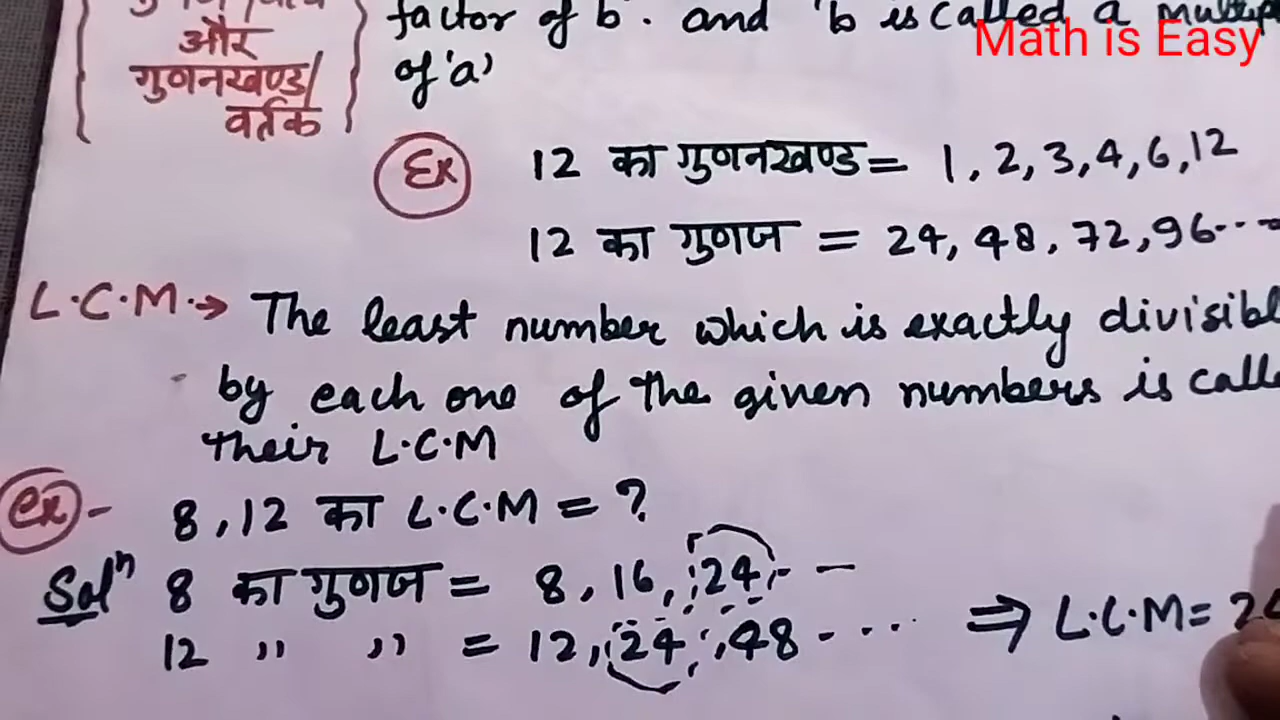 factor of b'. and 'b is called a
Math is Easy
और
गुणनखण्ड/
of 'a'
वर्तक
Ex
12 का गुणनखण्ड = 1, 2, 3, 4, 6, 12
12 का गुणज = 24, 48, 72, 96...
L.C.M. → The least number which is exactly
by each one of the given numbers is
their L.C.M
ex - 8, 12 का L.C.M = ?
Solⁿ 8 का गुणज = 8, 16, 24 - -
12 ,, ,, = 12, 24, 48 - ... ⇒ L.C.M = 24